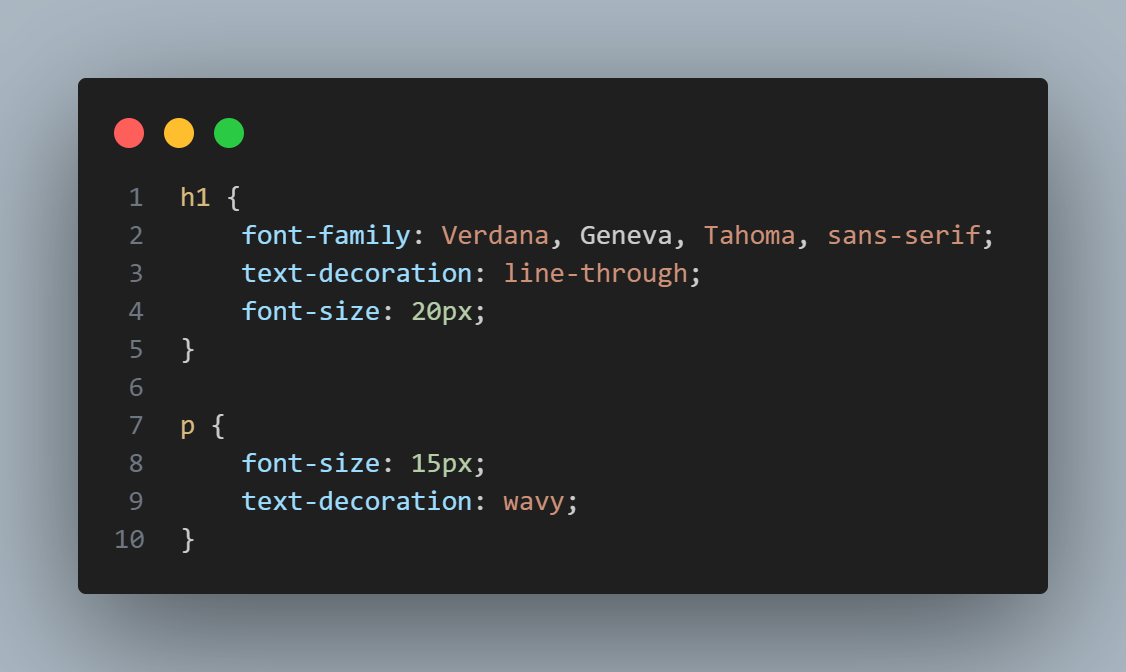 1 h1 {
2     font-family: Verdana, Geneva, Tahoma, sans-serif;
3     text-decoration: line-through;
4     font-size: 20px;
5 }
6
7 p {
8     font-size: 15px;
9     text-decoration: wavy;
10 }